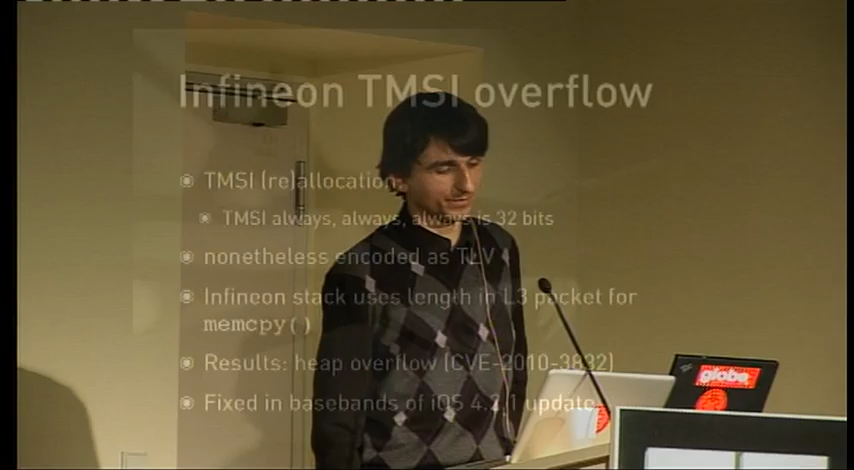 Infineon TMSI overflow
TMSI (re)allocation
TMSI always, always, always is 32 bits
nonetheless encoded as TLV
Infineon stack uses length in L3 packet for
memcpy()
Results: heap overflow (CVE-2010-3832)
Fixed in basebands of iOS 4.2.1 update
globe